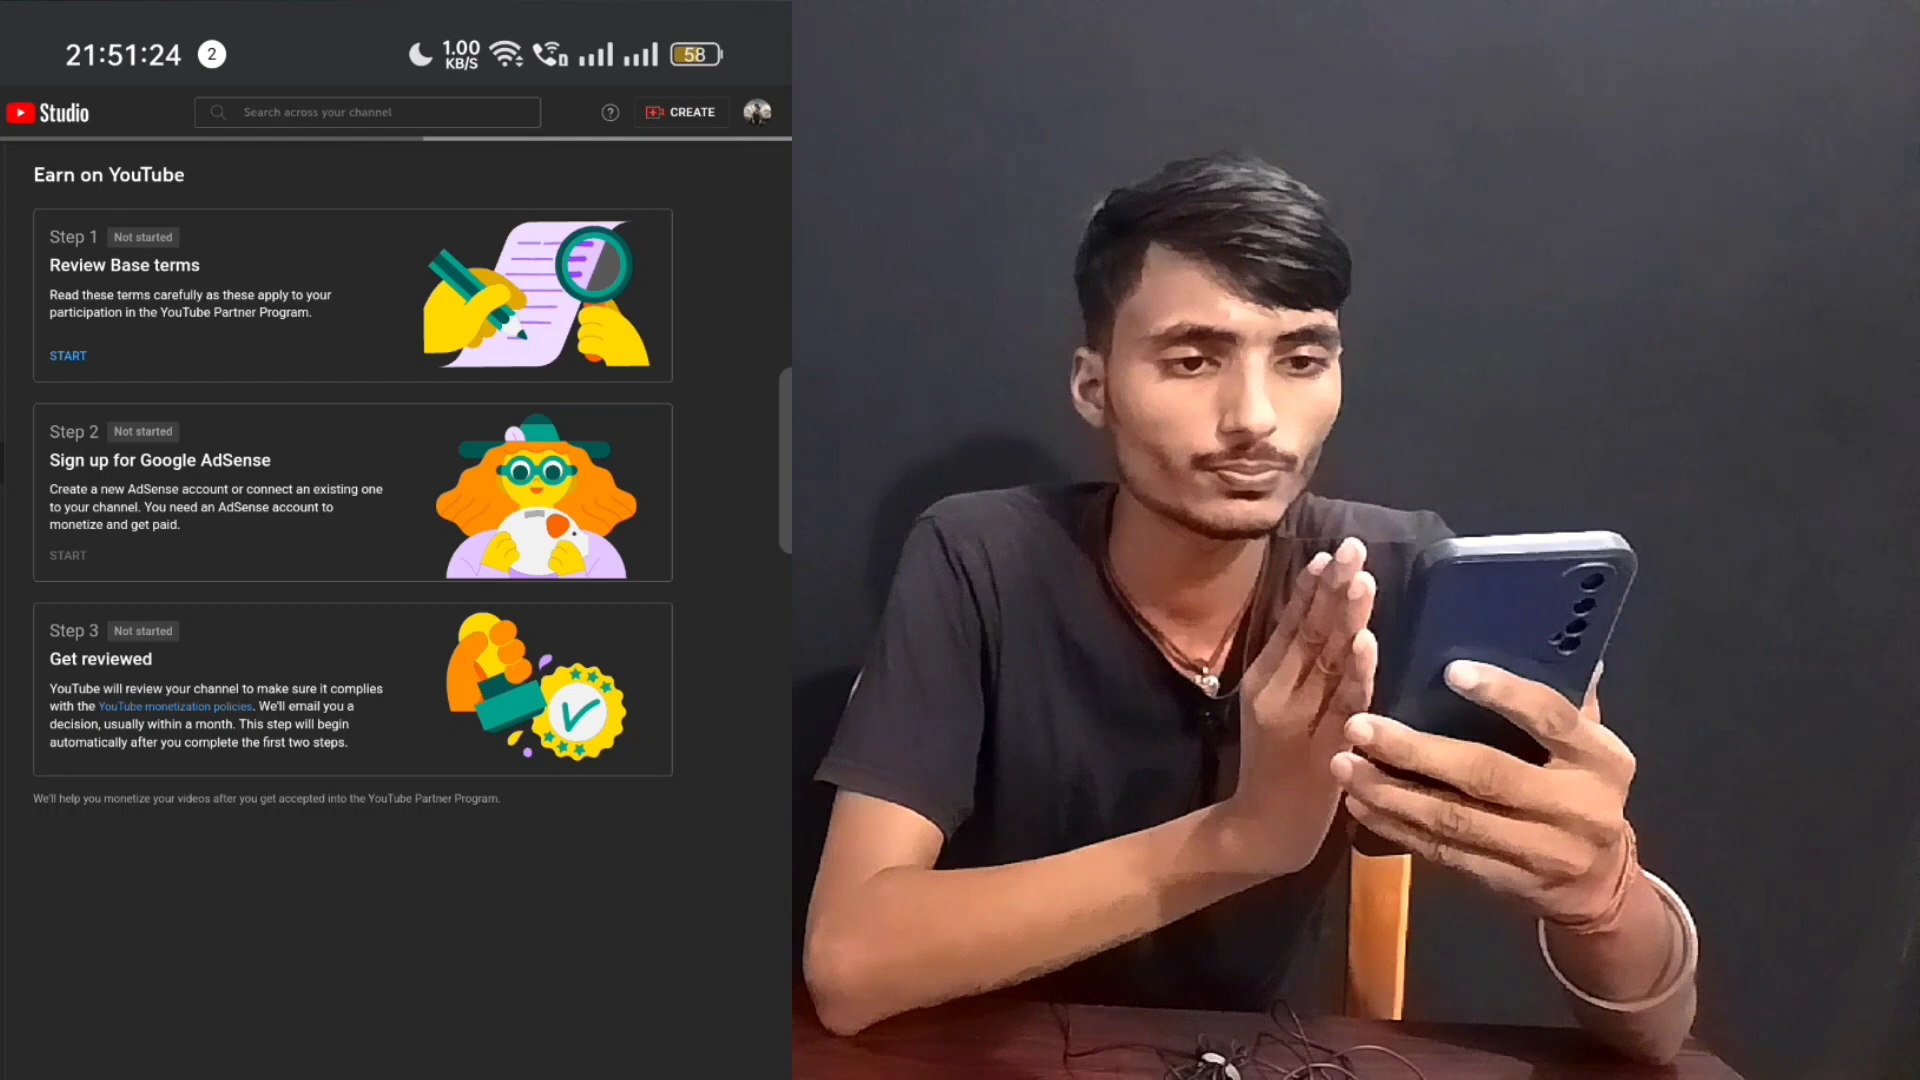 21:51:24 2 1.00 KB/S 58
Studio Search across your channel ? CREATE
Earn on YouTube
Step 1 Not started
Review Base terms
Read these terms carefully as these apply to your
participation in the YouTube Partner Program.
START
Step 2 Not started
Sign up for Google AdSense
Create a new AdSense account or connect an existing one
to your channel. You need an AdSense account to
monetize and get paid.
START
Step 3 Not started
Get reviewed
YouTube will review your channel to make sure it complies
with the YouTube monetization policies. We'll email you a
decision, usually within a month. This step will begin
automatically after you complete the first two steps.
We'll help you monetize your videos after you get accepted into the YouTube Partner Program.